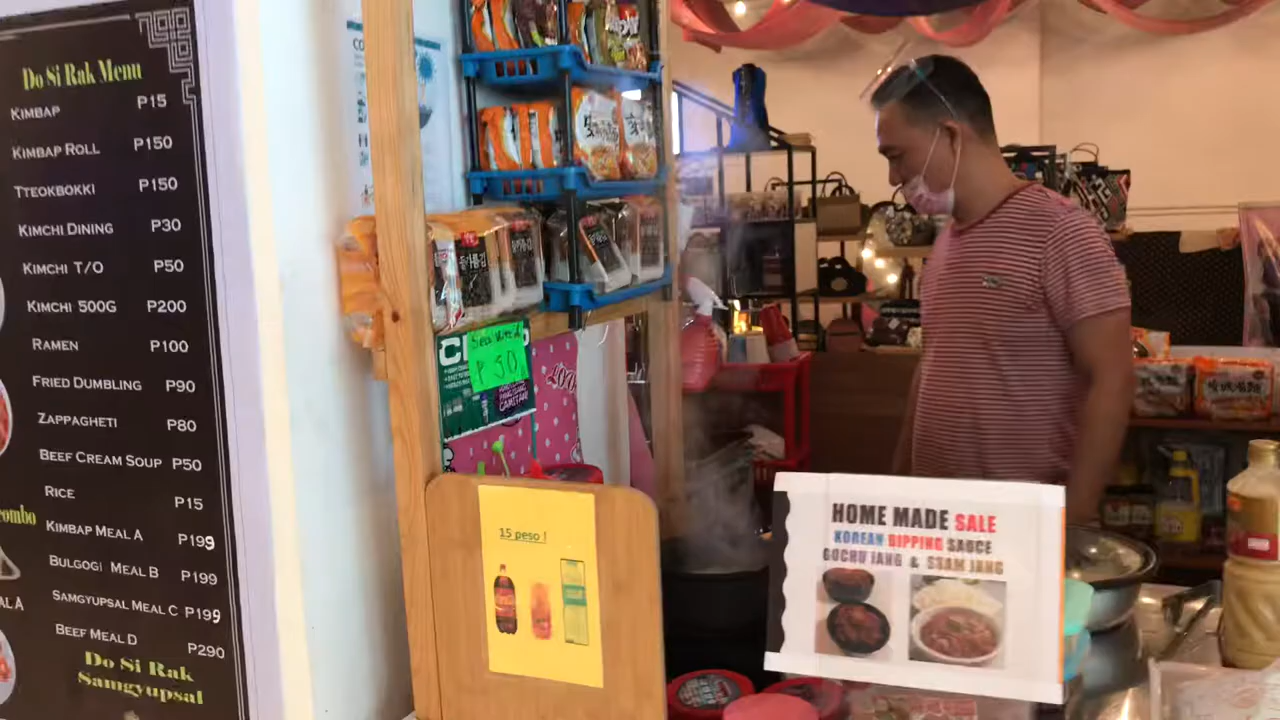 Do Si Rak Menu
KIMBAP P15
KIMBAP ROLL P150
TTEOKBOKKI P150
KIMCHI DINING P30
KIMCHI T/O P50
KIMCHI 500G P200
RAMEN P100
FRIED DUMBLING P90
ZAPPAGHETI P80
BEEF CREAM SOUP P50
RICE P15
ombo
KIMBAP MEAL A P199
BULGOGI MEAL B P199
AL A
SAMGYUPSAL MEAL C P199
BEEF MEAL D P290
Do Si Rak
Samgyupsal
Sea Weed
P 50
15 peso !
HOME MADE SALE
KOREAN DIPPING SAUCE
GOCHU JANG & SSAM JANG